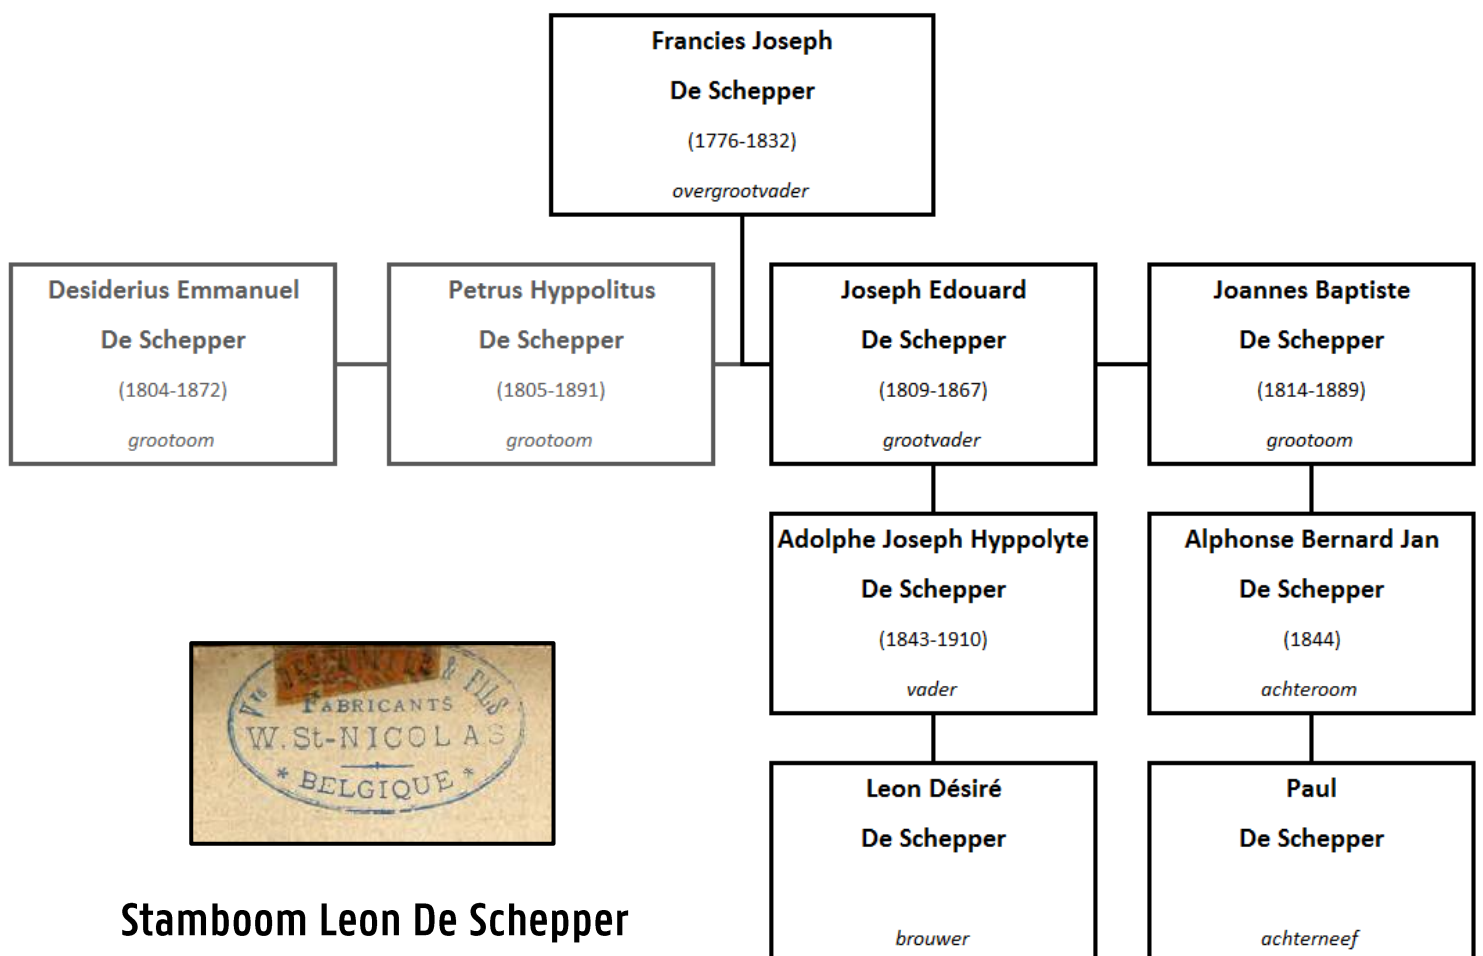 Francies Joseph
De Schepper
(1776-1832)
overgrootvader
Desiderius Emmanuel
De Schepper
(1804-1872)
grootoom
Petrus Hyppolitus
De Schepper
(1805-1891)
grootoom
Joseph Edouard
De Schepper
(1809-1867)
grootvader
Joannes Baptiste
De Schepper
(1814-1889)
grootoom
Adolphe Joseph Hyppolyte
De Schepper
(1843-1910)
vader
Alphonse Bernard Jan
De Schepper
(1844)
achteroom
Leon Désiré
De Schepper
brouwer
Paul
De Schepper
achterneef
Vve & FILS
FABRICANTS
W. St-NICOLAS
* BELGIQUE *
Stamboom Leon De Schepper